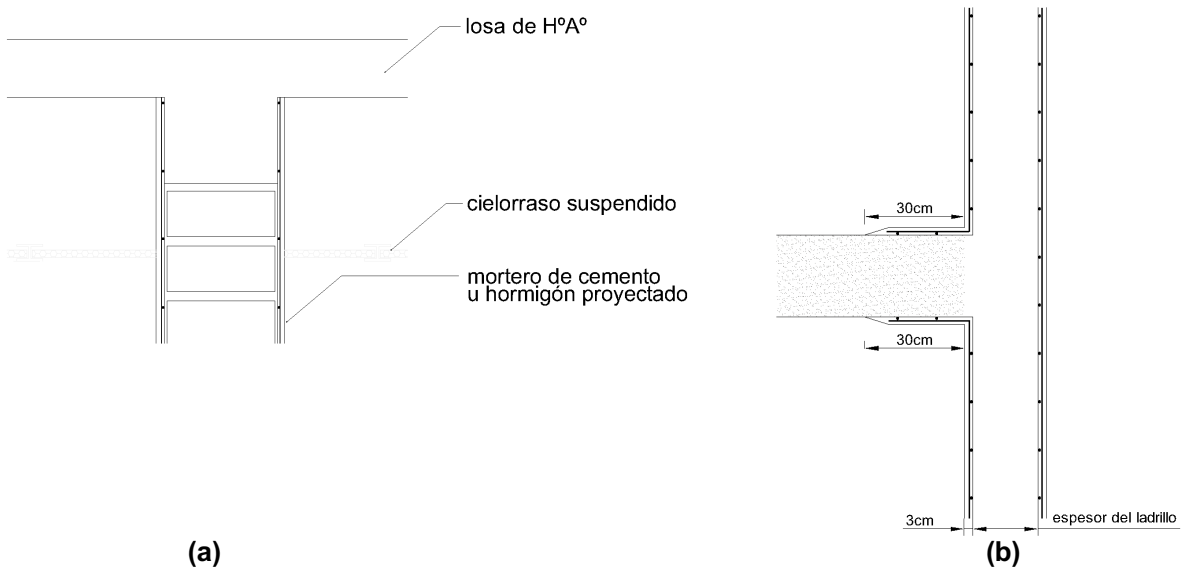 losa de HºAº
cielorraso suspendido
mortero de cemento
u hormigón proyectado
(a)
30cm
30cm
3cm
espesor del ladrillo
(b)